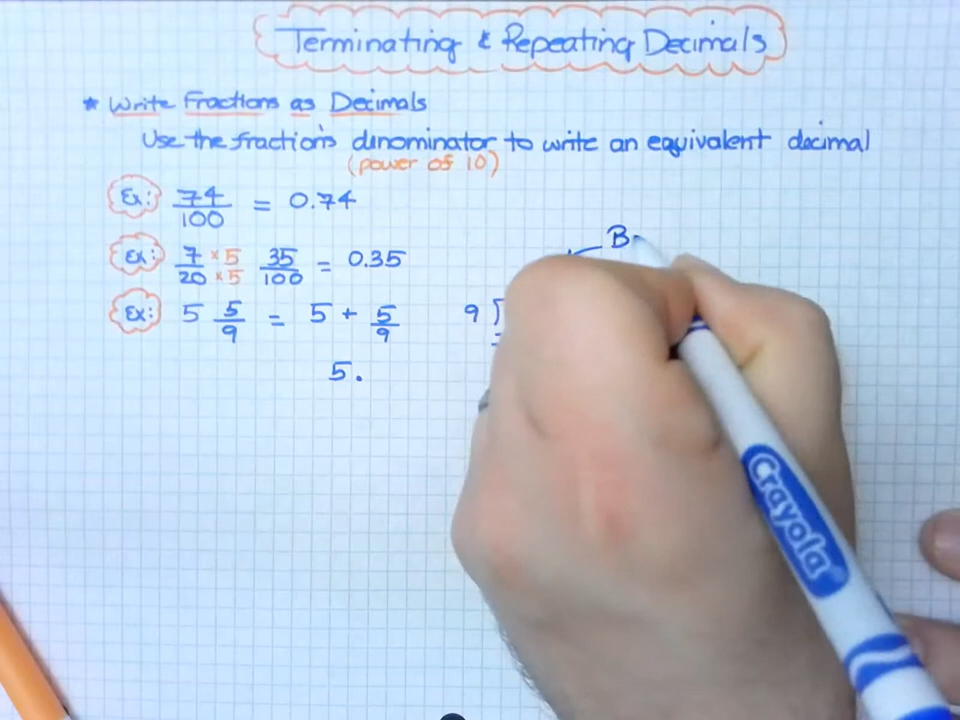 Terminating & Repeating Decimals
* Write Fractions as Decimals
Use the fraction's dinominator to write an equivalent decimal
(power of 10)
Ex: 74/100 = 0.74
Ex: 7/20 ×5/×5 35/100 = 0.35
Ex: 5 5/9 = 5 + 5/9 9
5.
B
Crayola